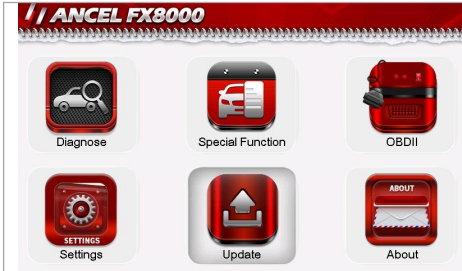 ANCEL FX8000
Diagnose
Special Function
OBDII
SETTINGS
ABOUT
Settings
Update
About